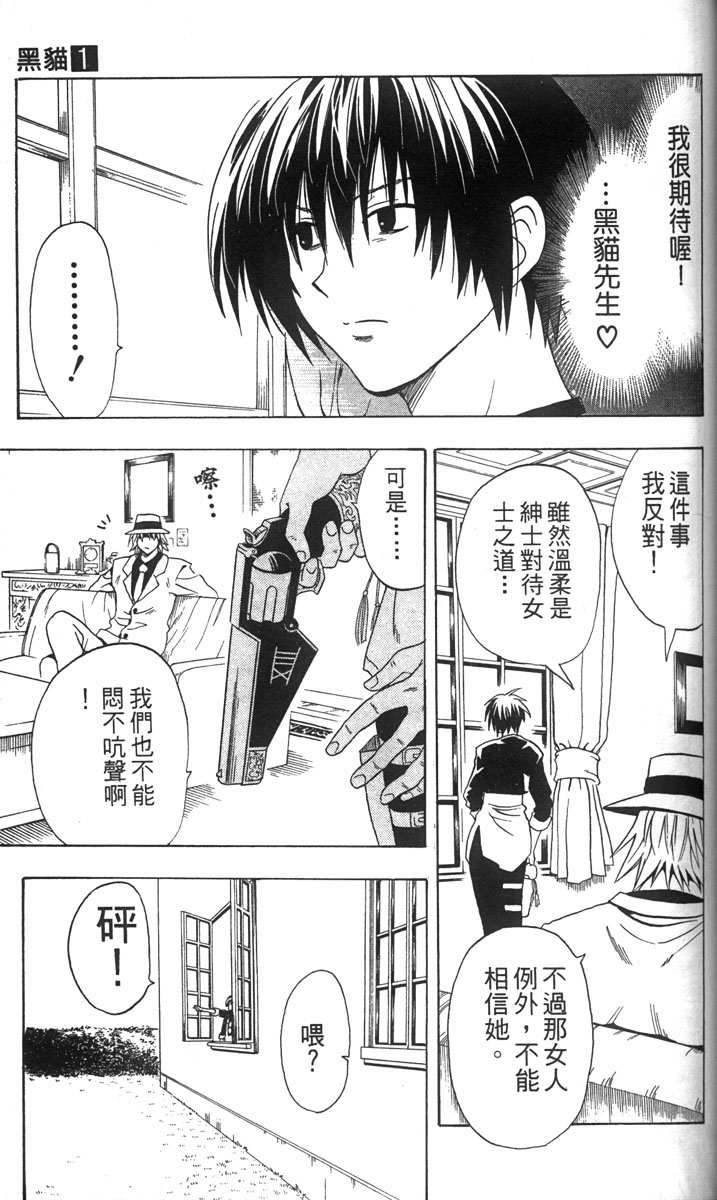 黑貓1
我很期待喔！
…黑貓先生♡
………！
這件事
我反對！
雖然溫柔是
紳士對待女
士之道…
不過那女人
例外，不能
相信她。
可是……
嚓…
XIII
我們也不能
悶不吭聲啊
！
喂？
砰！